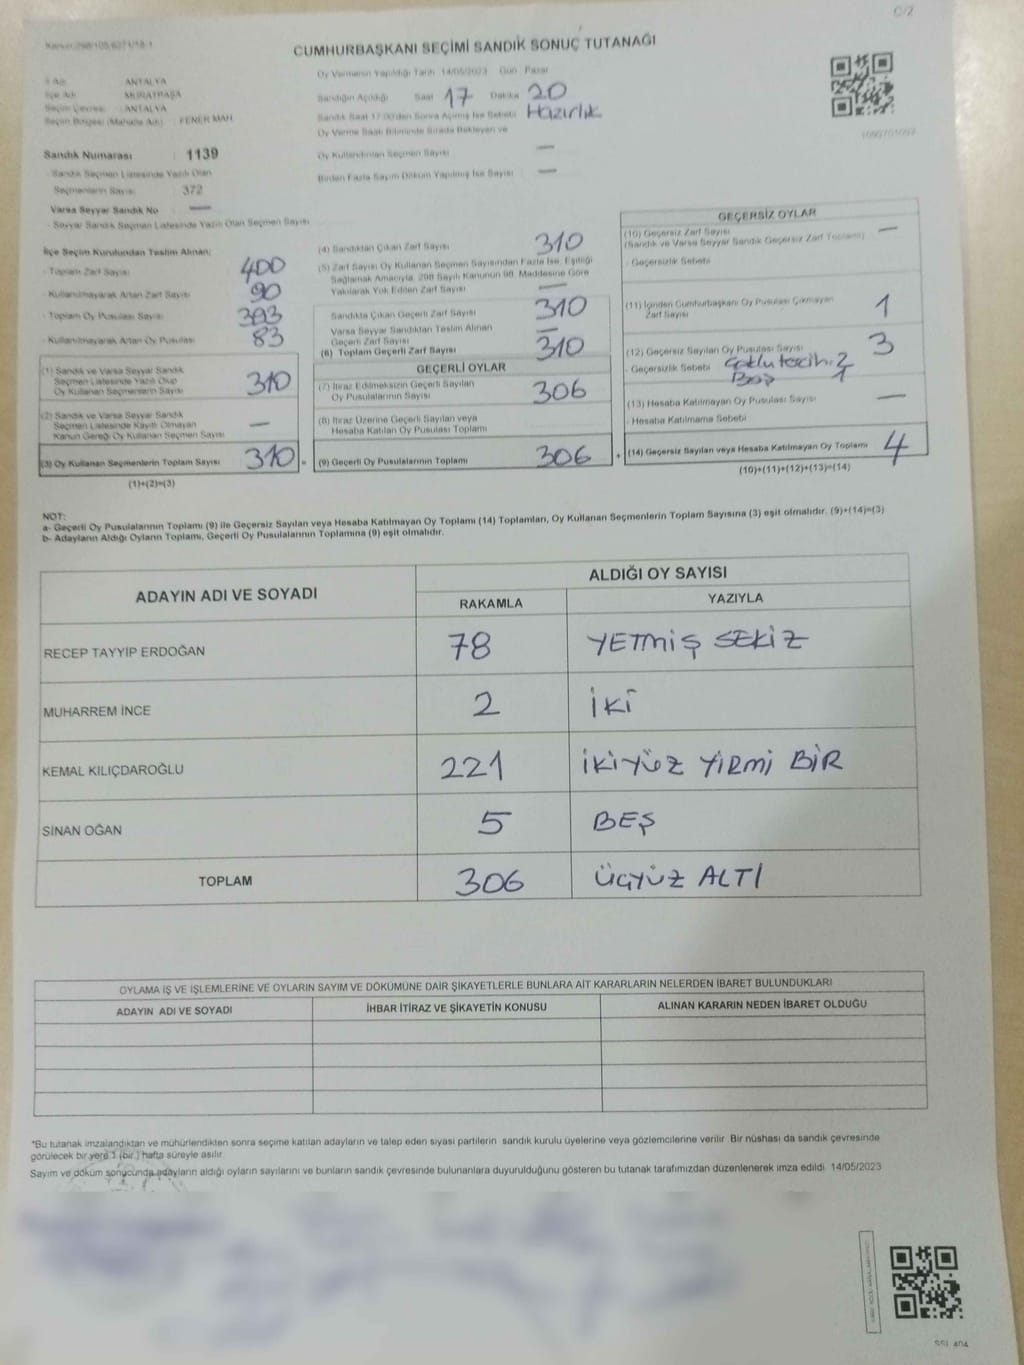 C/2
CUMHURBAŞKANI SEÇİMİ SANDIK SONUÇ TUTANAĞI
İl Adı : ANTALYA
İlçe Adı : MURATPAŞA
Seçim Çevresi : ANTALYA
Seçim Bölgesi (Mahalle Adı) : FENER MAH
Oy Vermenin Yapıldığı Tarih 14/05/2023 Gün Pazar
Sandığın Açıldığı Saat 17 Dakika 20
Sandık Saat 17:00'den Sonra Açılmış İse Sebebi Hazırlık
Oy Verme Saati Bitiminde Sırada Bekleyen ve
Oy Kullandırılan Seçmen Sayısı —
Birden Fazla Sayım Döküm Yapılmış İse Sayısı —
Sandık Numarası : 1139
- Sandık Seçmen Listesinde Yazılı Olan
Seçmenlerin Sayısı 372
Varsa Seyyar Sandık No —
- Seyyar Sandık Seçmen Listesinde Yazılı Olan Seçmen Sayısı
İlçe Seçim Kurulundan Teslim Alınan;
- Toplam Zarf Sayısı 400
- Kullanılmayarak Artan Zarf Sayısı 90
- Toplam Oy Pusulası Sayısı 393
- Kullanılmayarak Artan Oy Pusulası 83
(1) Sandık ve Varsa Seyyar Sandık
Seçmen Listesinde Yazılı Olup
Oy Kullanan Seçmenlerin Sayısı 310
(2) Sandık ve Varsa Seyyar Sandık
Seçmen Listesinde Kayıtlı Olmayan
Kanun Gereği Oy Kullanan Seçmen Sayısı —
(3) Oy Kullanan Seçmenlerin Toplam Sayısı 310 =
(1)+(2)=(3)
(4) Sandıktan Çıkan Zarf Sayısı 310
(5) Zarf Sayısı Oy Kullanan Seçmen Sayısından Fazla İse, Eşitliği
Sağlamak Amacıyla, 298 Sayılı Kanunun 98. Maddesine Göre
Yakılarak Yok Edilen Zarf Sayısı —
Sandıkta Çıkan Geçerli Zarf Sayısı 310
Varsa Seyyar Sandıktan Teslim Alınan
Geçerli Zarf Sayısı —
(6) Toplam Geçerli Zarf Sayısı 310
GEÇERLİ OYLAR
(7) İtiraz Edilmeksizin Geçerli Sayılan
Oy Pusulasının Sayısı 306
(8) İtiraz Üzerine Geçerli Sayılan veya
Hesaba Katılan Oy Pusulası Toplamı
(9) Geçerli Oy Pusulalarının Toplamı 306 +
GEÇERSİZ OYLAR
(10) Geçersiz Zarf Sayısı —
(Sandık ve Varsa Seyyar Sandık Geçersiz Zarf Toplamı)
- Geçersizlik Sebebi
(11) İçinden Cumhurbaşkanı Oy Pusulası Çıkmayan
Zarf Sayısı 1
(12) Geçersiz Sayılan Oy Pusulası Sayısı 3
- Geçersizlik Sebebi Çoklu tercih: 2
Boş 1
(13) Hesaba Katılmayan Oy Pusulası Sayısı —
- Hesaba Katılmama Sebebi
(14) Geçersiz Sayılan veya Hesaba Katılmayan Oy Toplamı 4
(10)+(11)+(12)+(13)=(14)
NOT:
a- Geçerli Oy Pusulalarının Toplamı (9) ile Geçersiz Sayılan veya Hesaba Katılmayan Oy Toplamı (14) Toplamları, Oy Kullanan Seçmenlerin Toplam Sayısına (3) eşit olmalıdır. (9)+(14)=(3)
b- Adayların Aldığı Oyların Toplamı, Geçerli Oy Pusulalarının Toplamına (9) eşit olmalıdır.
ADAYIN ADI VE SOYADI
ALDIĞI OY SAYISI
RAKAMLA YAZIYLA
RECEP TAYYİP ERDOĞAN 78 YETMİŞ SEKİZ
MUHARREM İNCE 2 İKİ
KEMAL KILIÇDAROĞLU 221 İKİYÜZ YİRMİ BİR
SİNAN OĞAN 5 BEŞ
TOPLAM 306 ÜÇYÜZ ALTI
OYLAMA İŞ VE İŞLEMLERİNE VE OYLARIN SAYIM VE DÖKÜMÜNE DAİR ŞİKAYETLERLE BUNLARA AİT KARARLARIN NELERDEN İBARET BULUNDUKLARI
ADAYIN ADI VE SOYADI İHBAR İTİRAZ VE ŞİKAYETİN KONUSU ALINAN KARARIN NEDEN İBARET OLDUĞU
*Bu tutanak imzalandıktan ve mühürlendikten sonra seçime katılan adayların ve talep eden siyasi partilerin sandık kurulu üyelerine veya gözlemcilerine verilir. Bir nüshası da sandık çevresinde
görülecek bir yere 1 (bir) hafta süreyle asılır.
Sayım ve döküm sonucunda adayların aldığı oyların sayılarını ve bunların sandık çevresinde bulunanlara duyurulduğunu gösteren bu tutanak tarafımızdan düzenlenerek imza edildi. 14/05/2023